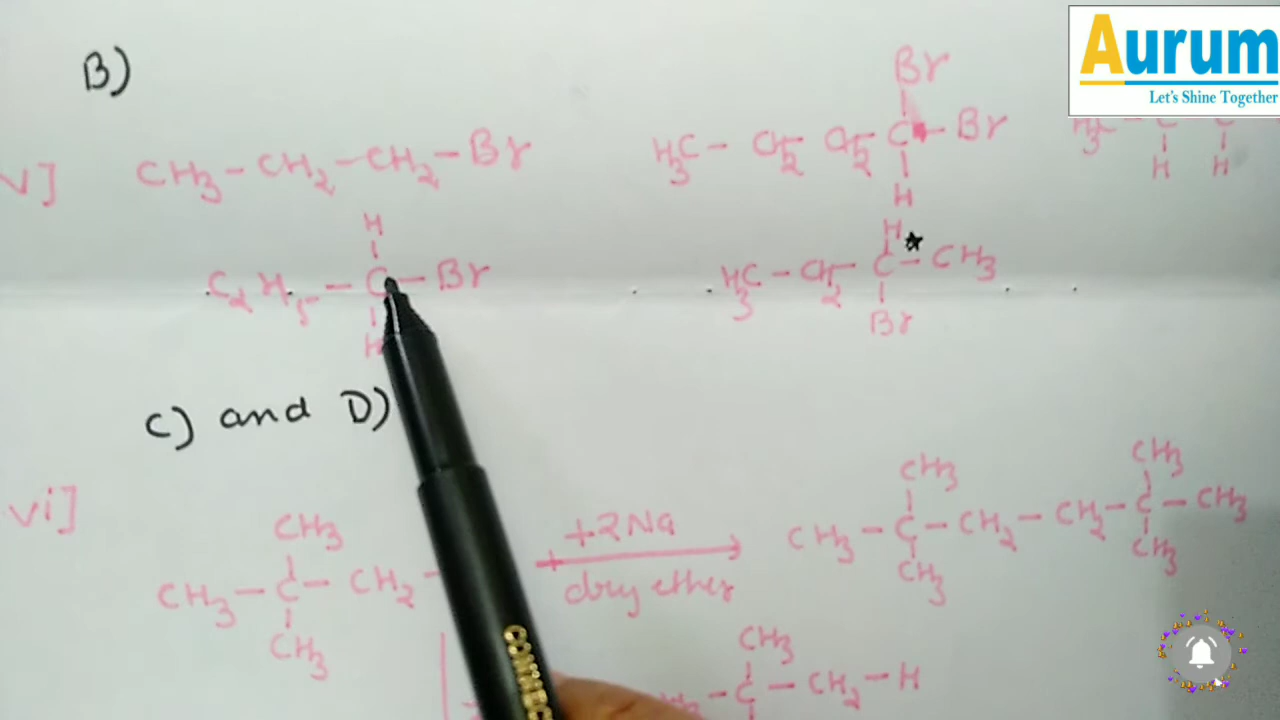 Aurum
Let's Shine Together
B)
v] CH3-CH2-CH2-Br
Br
H3C-CH2-CH2-C-Br
H
H3C-C C
H H
H
C2H5-C-Br
H
H
H3C-CH2-C-CH3
Br
C) and D)
vi]
CH3
CH3-C-CH2-
CH3
+2Na
dry ether
CH3 CH3
CH3-C-CH2-CH2-C-CH3
CH3 CH3
CH3
-C-CH2-H